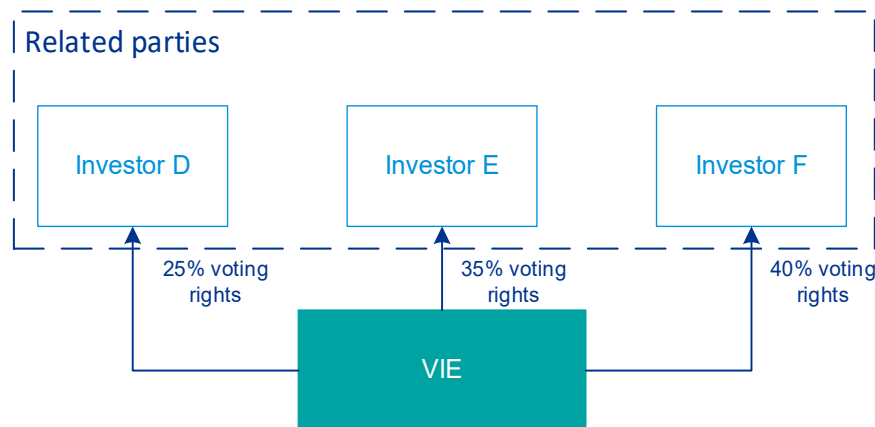 Related parties
Investor D
Investor E
Investor F
25% voting
rights
35% voting
rights
40% voting
rights
VIE